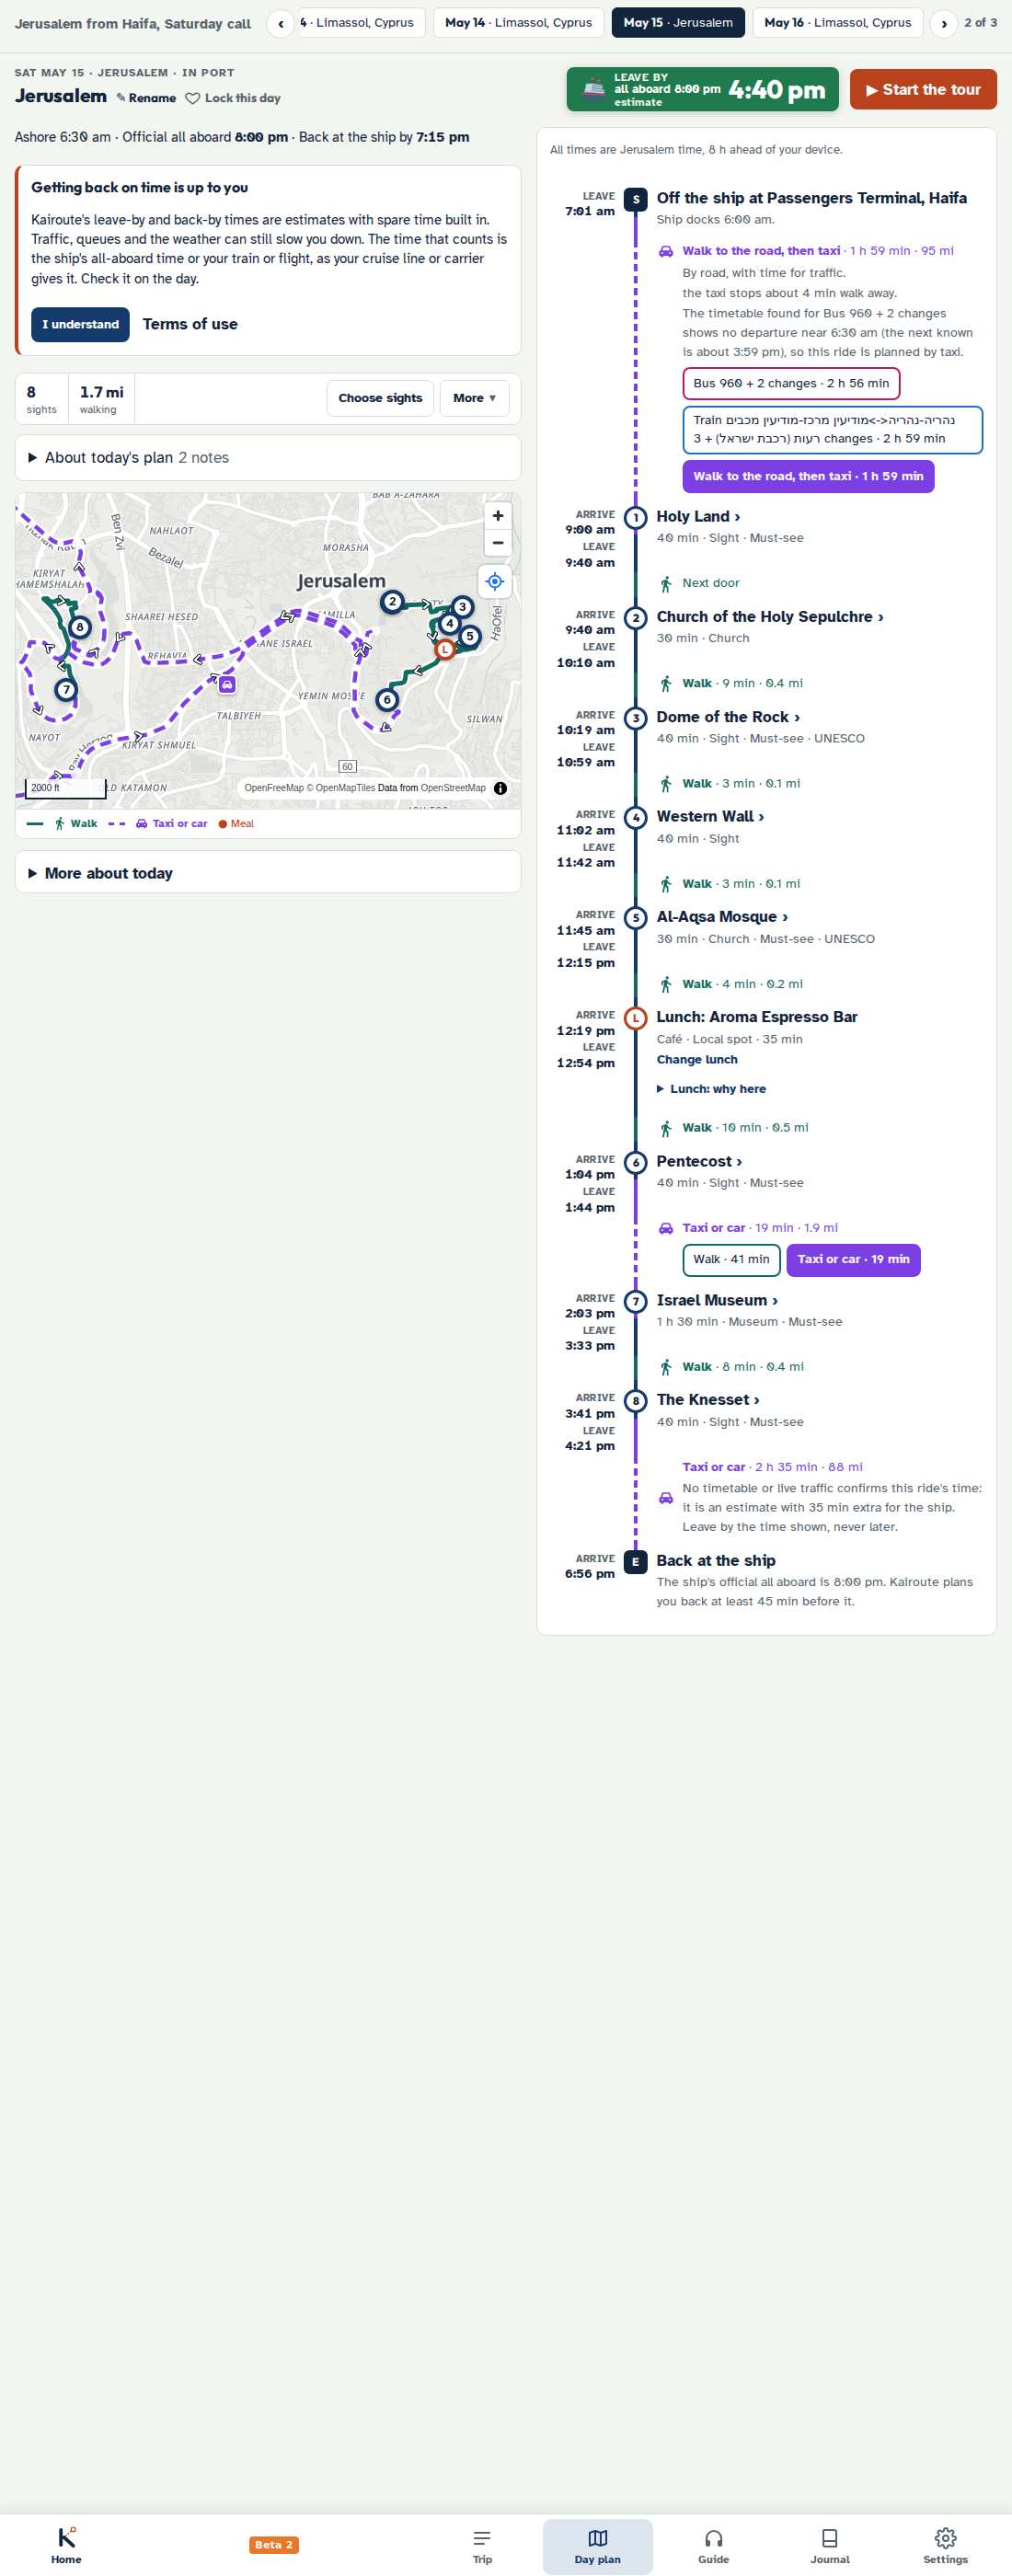 Jerusalem from Haifa, Saturday call
‹
4 · Limassol, Cyprus
May 14 · Limassol, Cyprus
May 15 · Jerusalem
May 16 · Limassol, Cyprus
›
2 of 3
SAT MAY 15 · JERUSALEM · IN PORT
Jerusalem ✎ Rename Lock this day
LEAVE BY
all aboard 8:00 pm
estimate
4:40 pm
▶ Start the tour
Ashore 6:30 am · Official all aboard 8:00 pm · Back at the ship by 7:15 pm
Getting back on time is up to you
Kairoute's leave-by and back-by times are estimates with spare time built in.
Traffic, queues and the weather can still slow you down. The time that counts is
the ship's all-aboard time or your train or flight, as your cruise line or carrier
gives it. Check it on the day.
I understand
Terms of use
8
sights
1.7 mi
walking
Choose sights
More ▼
▶ About today's plan 2 notes
BAB A-ZAHARA
Ben Zvi
NAHLAOT
Bezalel
MORASHA
KIRYAT
HAMEMSHALAH
Jerusalem
SHAAREI HESED
REHAVIA
YEMIN MOSHE
HaOfel
TALBIYEH
SILWAN
NAYOT
KIRYAT SHMUEL
60
2 3 4 5 L 6 7 8
+
−
2000 ft
OpenFreeMap © OpenMapTiles Data from OpenStreetMap
Walk Taxi or car Meal
▶ More about today
All times are Jerusalem time, 8 h ahead of your device.
LEAVE
7:01 am
S
Off the ship at Passengers Terminal, Haifa
Ship docks 6:00 am.
Walk to the road, then taxi · 1 h 59 min · 95 mi
By road, with time for traffic.
the taxi stops about 4 min walk away.
The timetable found for Bus 960 + 2 changes
shows no departure near 6:30 am (the next known
is about 3:59 pm), so this ride is planned by taxi.
Bus 960 + 2 changes · 2 h 56 min
Train נהריה-נהריה<->מודיעין מרכז-מודיעין מכבים
רעות (רכבת ישראל) + 3 changes · 2 h 59 min
Walk to the road, then taxi · 1 h 59 min
ARRIVE
9:00 am
LEAVE
9:40 am
1
Holy Land ›
40 min · Sight · Must-see
Next door
ARRIVE
9:40 am
LEAVE
10:10 am
2
Church of the Holy Sepulchre ›
30 min · Church
Walk · 9 min · 0.4 mi
ARRIVE
10:19 am
LEAVE
10:59 am
3
Dome of the Rock ›
40 min · Sight · Must-see · UNESCO
Walk · 3 min · 0.1 mi
ARRIVE
11:02 am
LEAVE
11:42 am
4
Western Wall ›
40 min · Sight
Walk · 3 min · 0.1 mi
ARRIVE
11:45 am
LEAVE
12:15 pm
5
Al-Aqsa Mosque ›
30 min · Church · Must-see · UNESCO
Walk · 4 min · 0.2 mi
ARRIVE
12:19 pm
LEAVE
12:54 pm
L
Lunch: Aroma Espresso Bar
Café · Local spot · 35 min
Change lunch
▶ Lunch: why here
Walk · 10 min · 0.5 mi
ARRIVE
1:04 pm
LEAVE
1:44 pm
6
Pentecost ›
40 min · Sight · Must-see
Taxi or car · 19 min · 1.9 mi
Walk · 41 min
Taxi or car · 19 min
ARRIVE
2:03 pm
LEAVE
3:33 pm
7
Israel Museum ›
1 h 30 min · Museum · Must-see
Walk · 8 min · 0.4 mi
ARRIVE
3:41 pm
LEAVE
4:21 pm
8
The Knesset ›
40 min · Sight · Must-see
Taxi or car · 2 h 35 min · 88 mi
No timetable or live traffic confirms this ride's time:
it is an estimate with 35 min extra for the ship.
Leave by the time shown, never later.
ARRIVE
6:56 pm
E
Back at the ship
The ship's official all aboard is 8:00 pm. Kairoute plans
you back at least 45 min before it.
Home
Beta 2
Trip
Day plan
Guide
Journal
Settings